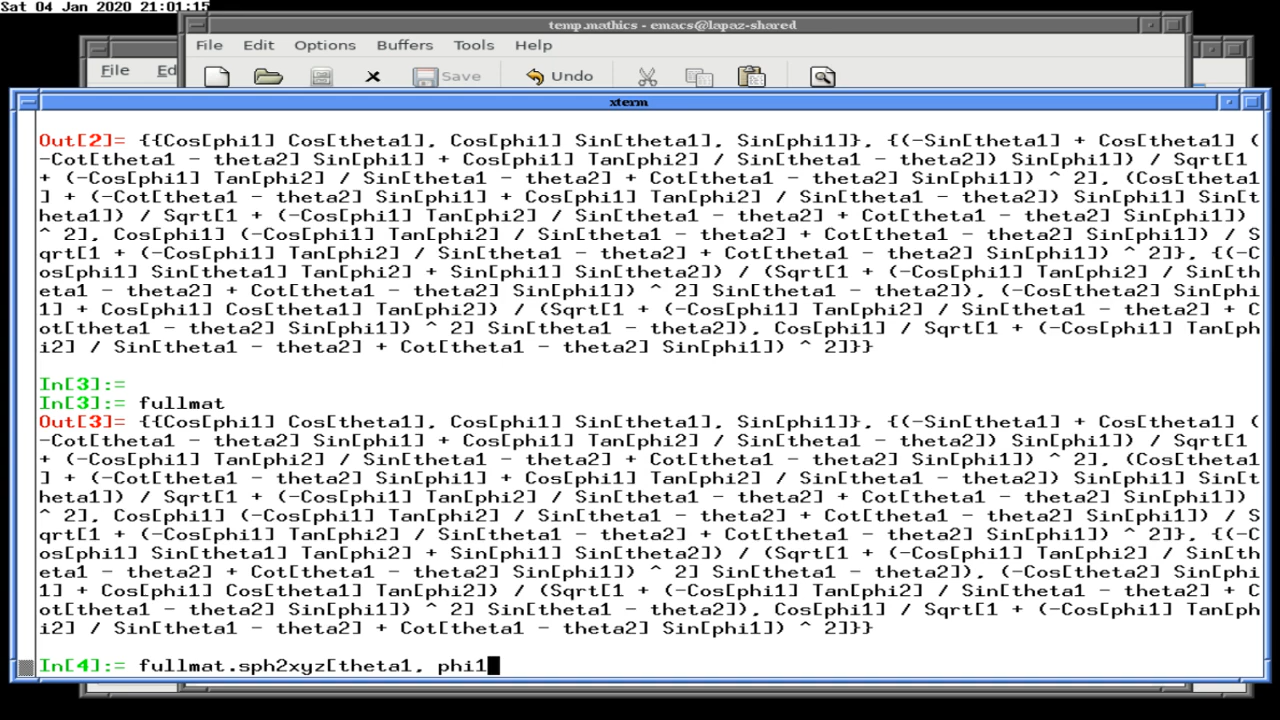 Sat 04 Jan 2020 21:01:15
temp.mathics - emacs@lapaz-shared
File Edit Options Buffers Tools Help
File Ed
Save Undo
xterm
Out[2]= {{Cos[phi1] Cos[theta1], Cos[phi1] Sin[theta1], Sin[phi1]}, {(-Sin[theta1] + Cos[theta1] (
-Cot[theta1 - theta2] Sin[phi1] + Cos[phi1] Tan[phi2] / Sin[theta1 - theta2]) Sin[phi1]) / Sqrt[1
+ (-Cos[phi1] Tan[phi2] / Sin[theta1 - theta2] + Cot[theta1 - theta2] Sin[phi1]) ^ 2], (Cos[theta1
] + (-Cot[theta1 - theta2] Sin[phi1] + Cos[phi1] Tan[phi2] / Sin[theta1 - theta2]) Sin[phi1] Sin[t
heta1]) / Sqrt[1 + (-Cos[phi1] Tan[phi2] / Sin[theta1 - theta2] + Cot[theta1 - theta2] Sin[phi1])
^ 2], Cos[phi1] (-Cos[phi1] Tan[phi2] / Sin[theta1 - theta2] + Cot[theta1 - theta2] Sin[phi1]) / S
qrt[1 + (-Cos[phi1] Tan[phi2] / Sin[theta1 - theta2] + Cot[theta1 - theta2] Sin[phi1]) ^ 2]}, {(-C
os[phi1] Sin[theta1] Tan[phi2] + Sin[phi1] Sin[theta2]) / (Sqrt[1 + (-Cos[phi1] Tan[phi2] / Sin[th
eta1 - theta2] + Cot[theta1 - theta2] Sin[phi1]) ^ 2] Sin[theta1 - theta2]), (-Cos[theta2] Sin[phi
1] + Cos[phi1] Cos[theta1] Tan[phi2]) / (Sqrt[1 + (-Cos[phi1] Tan[phi2] / Sin[theta1 - theta2] + C
ot[theta1 - theta2] Sin[phi1]) ^ 2] Sin[theta1 - theta2]), Cos[phi1] / Sqrt[1 + (-Cos[phi1] Tan[ph
i2] / Sin[theta1 - theta2] + Cot[theta1 - theta2] Sin[phi1]) ^ 2]}}
In[3]:=
In[3]:= fullmat
Out[3]= {{Cos[phi1] Cos[theta1], Cos[phi1] Sin[theta1], Sin[phi1]}, {(-Sin[theta1] + Cos[theta1] (
-Cot[theta1 - theta2] Sin[phi1] + Cos[phi1] Tan[phi2] / Sin[theta1 - theta2]) Sin[phi1]) / Sqrt[1
+ (-Cos[phi1] Tan[phi2] / Sin[theta1 - theta2] + Cot[theta1 - theta2] Sin[phi1]) ^ 2], (Cos[theta1
] + (-Cot[theta1 - theta2] Sin[phi1] + Cos[phi1] Tan[phi2] / Sin[theta1 - theta2]) Sin[phi1] Sin[t
heta1]) / Sqrt[1 + (-Cos[phi1] Tan[phi2] / Sin[theta1 - theta2] + Cot[theta1 - theta2] Sin[phi1])
^ 2], Cos[phi1] (-Cos[phi1] Tan[phi2] / Sin[theta1 - theta2] + Cot[theta1 - theta2] Sin[phi1]) / S
qrt[1 + (-Cos[phi1] Tan[phi2] / Sin[theta1 - theta2] + Cot[theta1 - theta2] Sin[phi1]) ^ 2]}, {(-C
os[phi1] Sin[theta1] Tan[phi2] + Sin[phi1] Sin[theta2]) / (Sqrt[1 + (-Cos[phi1] Tan[phi2] / Sin[th
eta1 - theta2] + Cot[theta1 - theta2] Sin[phi1]) ^ 2] Sin[theta1 - theta2]), (-Cos[theta2] Sin[phi
1] + Cos[phi1] Cos[theta1] Tan[phi2]) / (Sqrt[1 + (-Cos[phi1] Tan[phi2] / Sin[theta1 - theta2] + C
ot[theta1 - theta2] Sin[phi1]) ^ 2] Sin[theta1 - theta2]), Cos[phi1] / Sqrt[1 + (-Cos[phi1] Tan[ph
i2] / Sin[theta1 - theta2] + Cot[theta1 - theta2] Sin[phi1]) ^ 2]}}
In[4]:= fullmat.sph2xyz[theta1, phi1